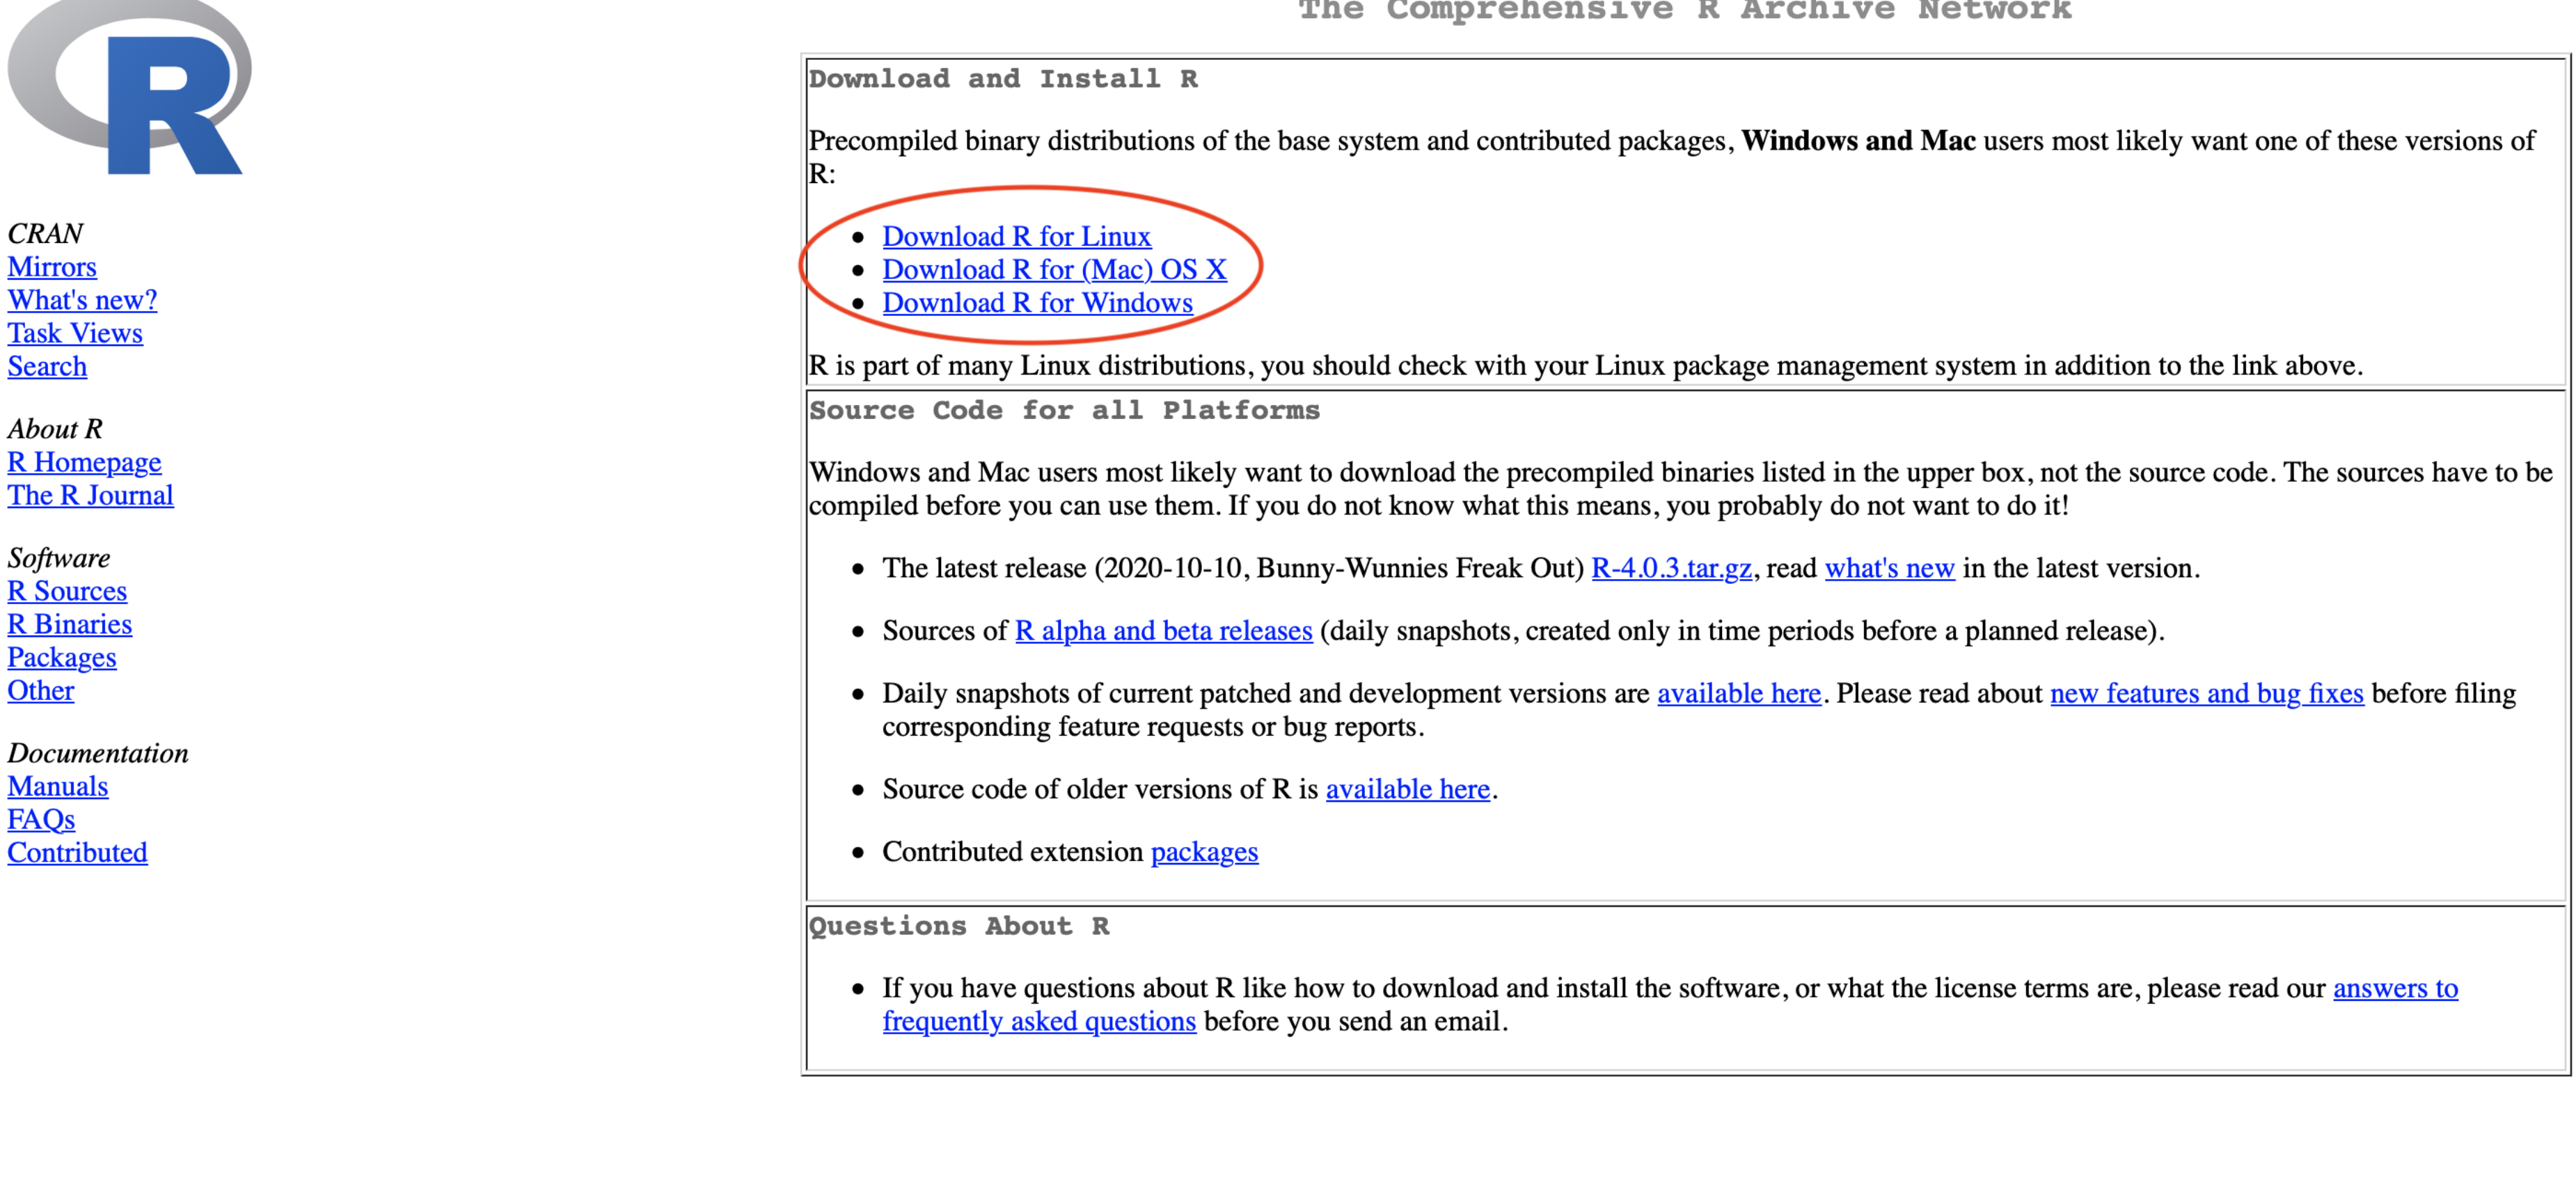 The Comprehensive R Archive Network
R
CRAN
Mirrors
What's new?
Task Views
Search
About R
R Homepage
The R Journal
Software
R Sources
R Binaries
Packages
Other
Documentation
Manuals
FAQs
Contributed
Download and Install R
Precompiled binary distributions of the base system and contributed packages, Windows and Mac users most likely want one of these versions of
R:
• Download R for Linux
• Download R for (Mac) OS X
• Download R for Windows
R is part of many Linux distributions, you should check with your Linux package management system in addition to the link above.
Source Code for all Platforms
Windows and Mac users most likely want to download the precompiled binaries listed in the upper box, not the source code. The sources have to be
compiled before you can use them. If you do not know what this means, you probably do not want to do it!
• The latest release (2020-10-10, Bunny-Wunnies Freak Out) R-4.0.3.tar.gz, read what's new in the latest version.
• Sources of R alpha and beta releases (daily snapshots, created only in time periods before a planned release).
• Daily snapshots of current patched and development versions are available here. Please read about new features and bug fixes before filing
corresponding feature requests or bug reports.
• Source code of older versions of R is available here.
• Contributed extension packages
Questions About R
• If you have questions about R like how to download and install the software, or what the license terms are, please read our answers to
frequently asked questions before you send an email.